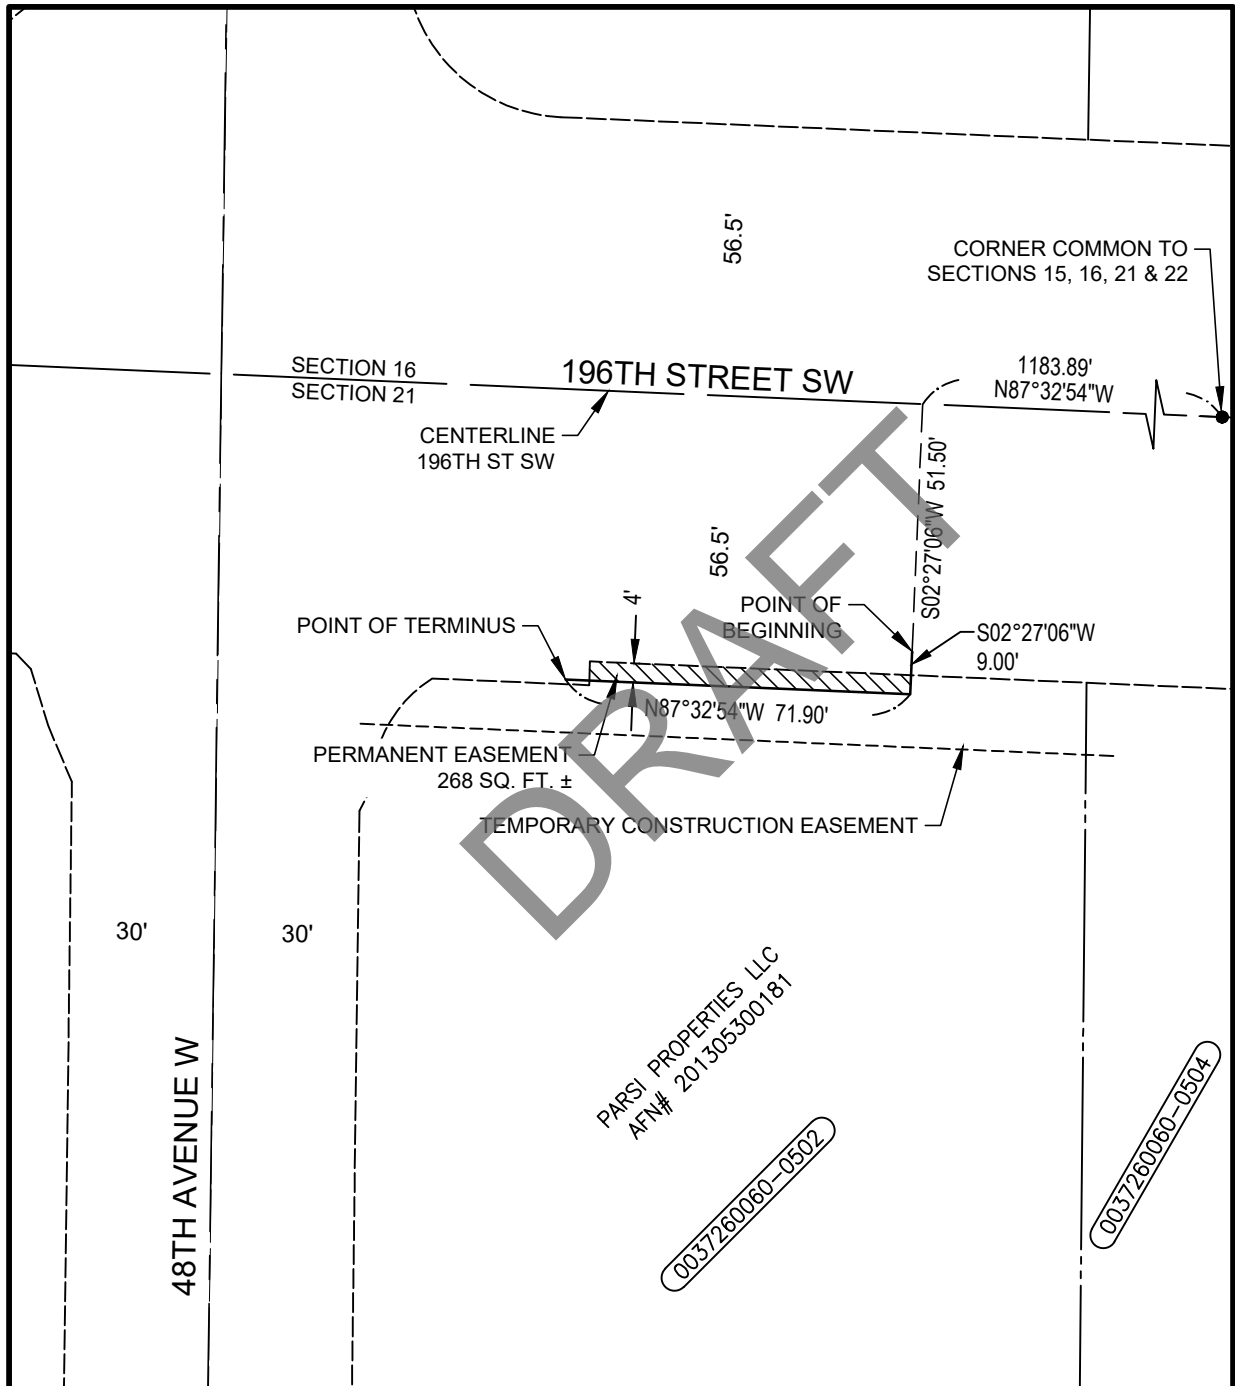 56.5'
CORNER COMMON TO
SECTIONS 15, 16, 21 & 22
SECTION 16
SECTION 21
196TH STREET SW
1183.89'
N87°32'54"W
CENTERLINE
196TH ST SW
S02°27'06"W 51.50'
56.5'
4'
POINT OF
BEGINNING
POINT OF TERMINUS
S02°27'06"W
9.00'
N87°32'54"W 71.90'
PERMANENT EASEMENT
268 SQ. FT. ±
TEMPORARY CONSTRUCTION EASEMENT
DRAFT
30'
30'
48TH AVENUE W
PARSI PROPERTIES LLC
AFN# 201305300181
0037260060-0502
0037260060-0504